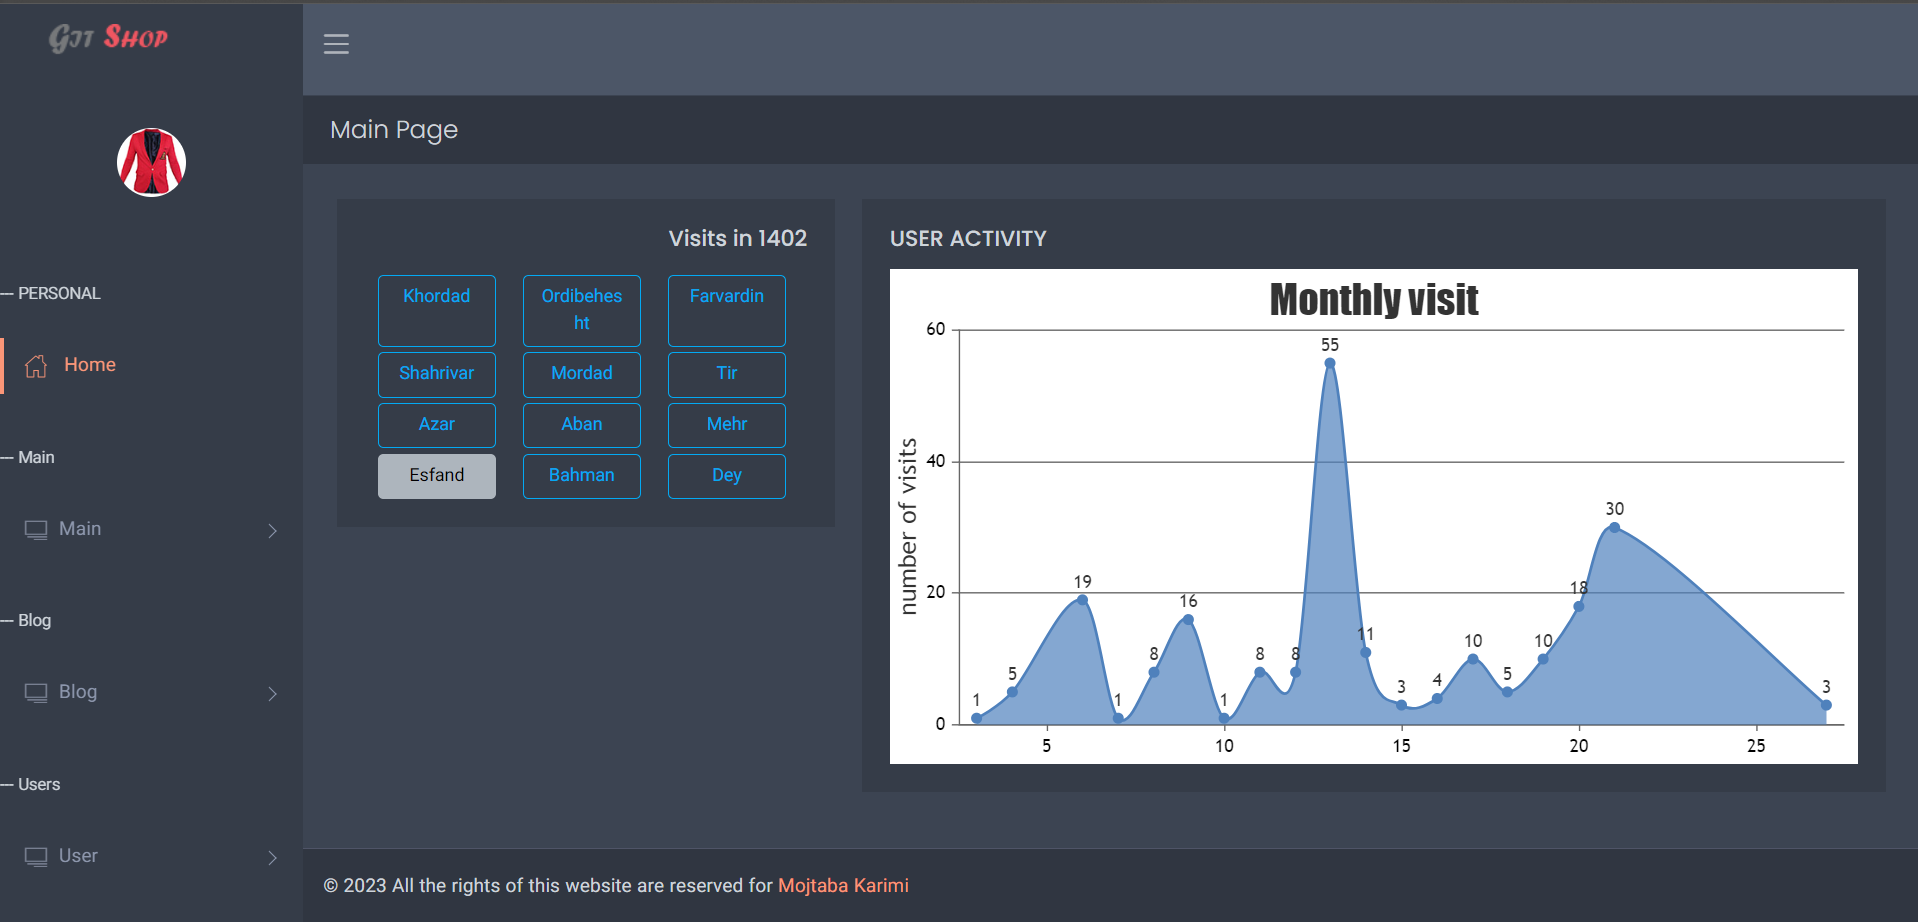 Git Shop
— PERSONAL
Home
— Main
Main
— Blog
Blog
— Users
User
Main Page
Visits in 1402
Khordad
Ordibehes
ht
Farvardin
Shahrivar
Mordad
Tir
Azar
Aban
Mehr
Esfand
Bahman
Dey
USER ACTIVITY
Monthly visit
number of visits
60
40
20
0
1
5
19
1
8
16
1
8
8
55
11
3
4
10
5
10
18
30
3
5
10
15
20
25
© 2023 All the rights of this website are reserved for Mojtaba Karimi